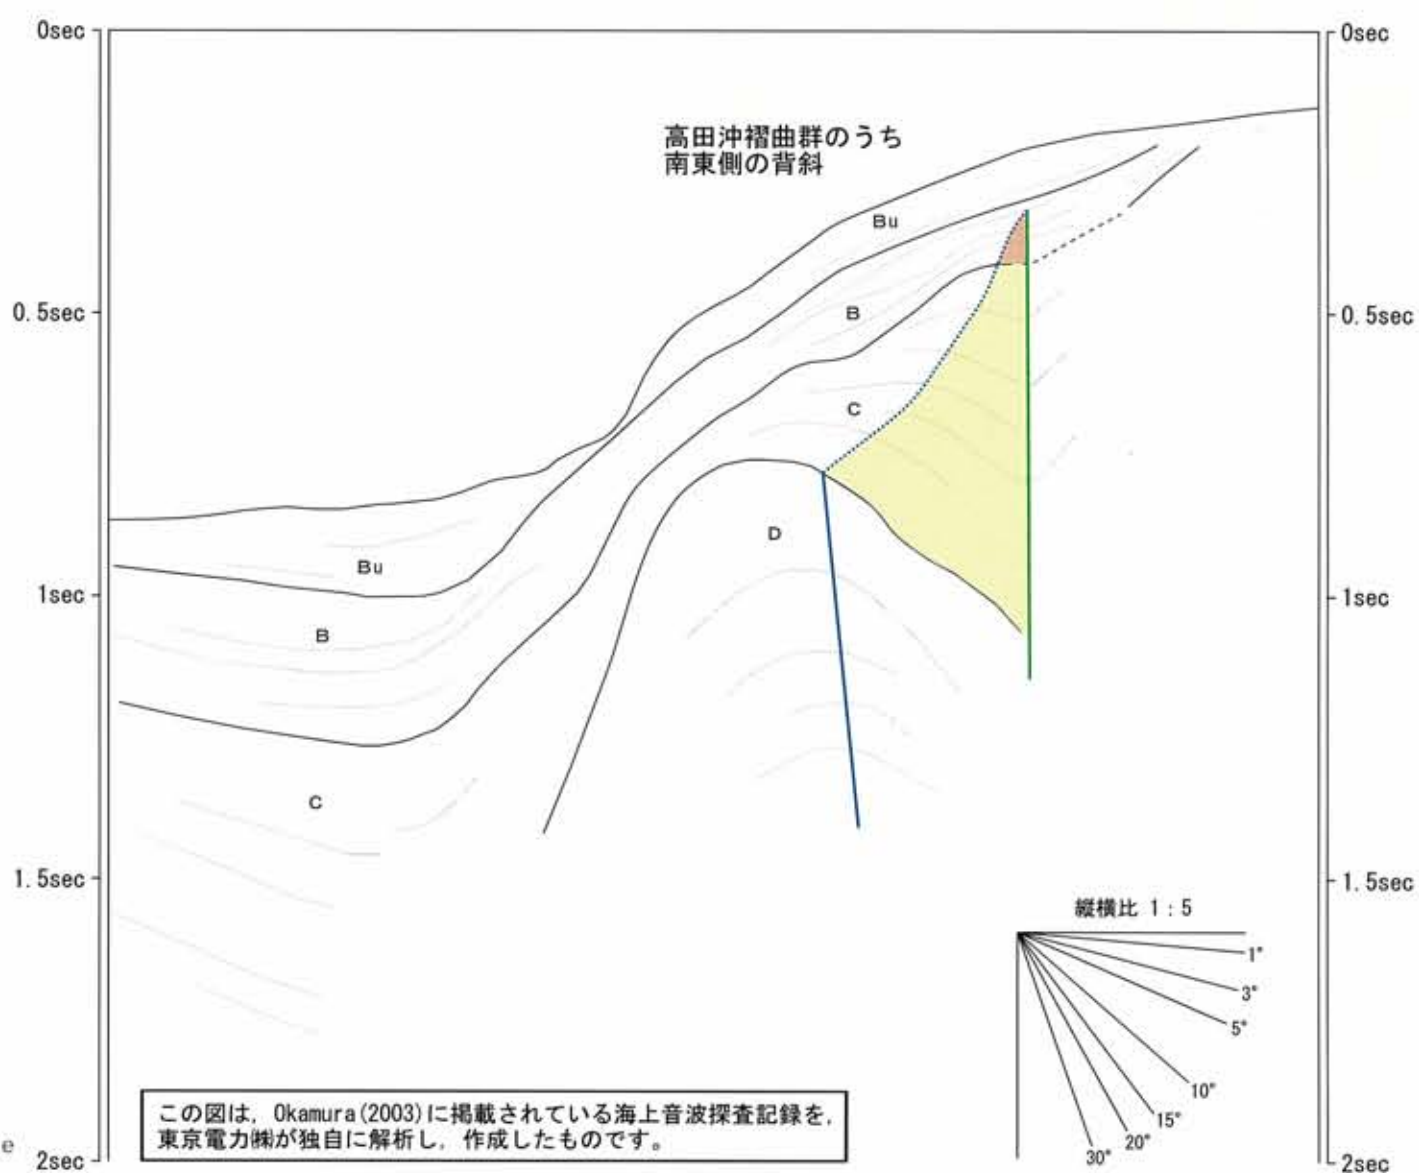 0sec
0sec
高田沖褶曲群のうち
南東側の背斜
Bu
0.5sec
B
0.5sec
C
D
Bu
1sec
1sec
B
C
1.5sec
1.5sec
縦横比 1:5
1°
3°
5°
10°
15°
20°
30°
この図は，Okamura(2003)に掲載されている海上音波探査記録を，
東京電力㈱が独自に解析し，作成したものです。
e
2sec
2sec